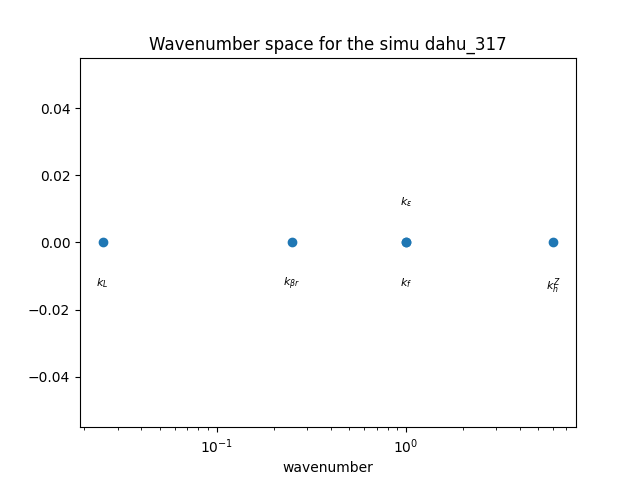 Wavenumber space for the simu dahu_317
0.04
0.02
0.00
−0.02
−0.04
k_ε
k_L
k_βr
k_f
k_η^Z
10^−1
10^0
wavenumber